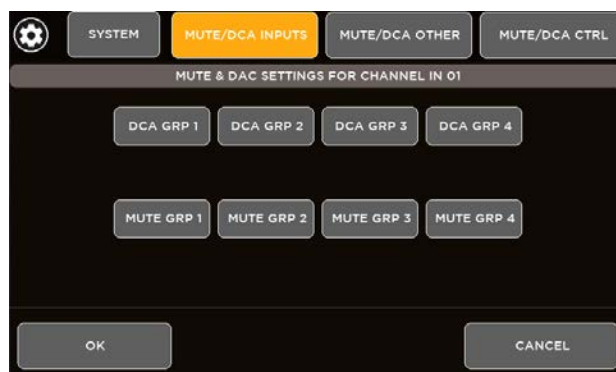 SYSTEM MUTE/DCA INPUTS MUTE/DCA OTHER MUTE/DCA CTRL
MUTE & DAC SETTINGS FOR CHANNEL IN 01
DCA GRP 1 DCA GRP 2 DCA GRP 3 DCA GRP 4
MUTE GRP 1 MUTE GRP 2 MUTE GRP 3 MUTE GRP 4
OK CANCEL